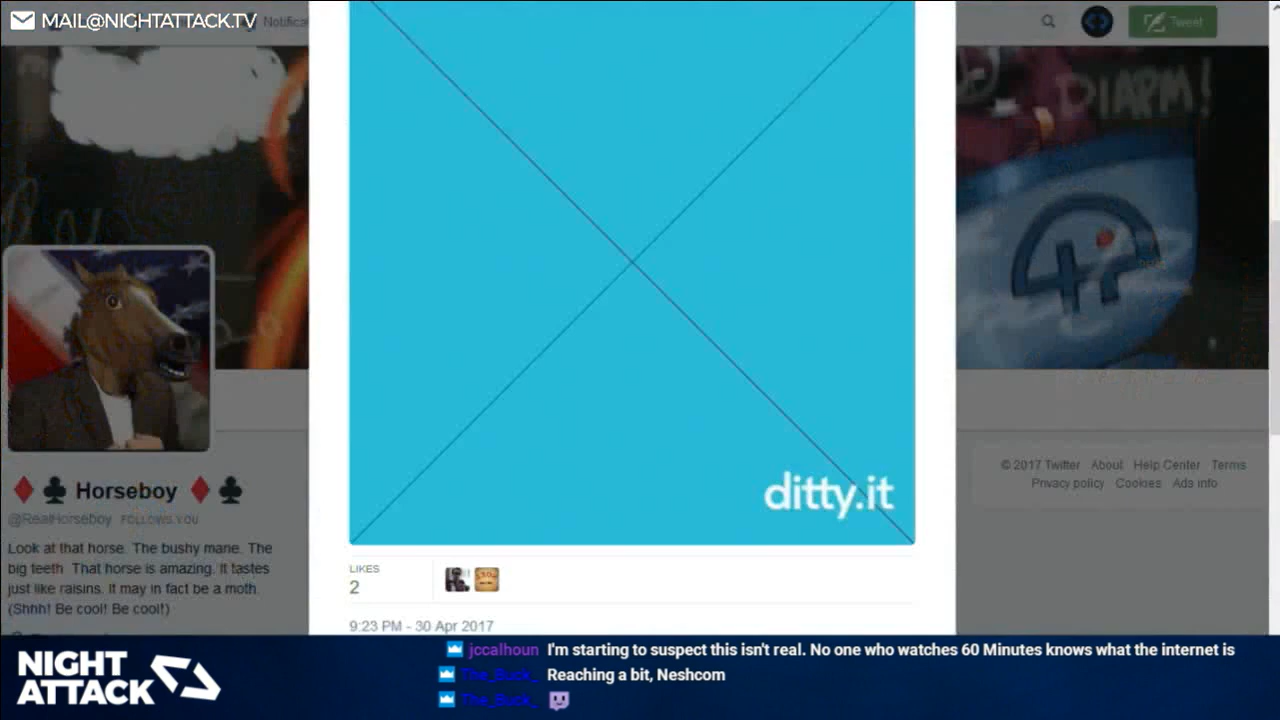 MAIL@NIGHTATTACK.TV
Notifica
Tweet
DIARM!
ditty.it
Horseboy
@RealHorseboy FOLLOWS YOU
Look at that horse. The bushy mane. The
big teeth. That horse is amazing. It tastes
just like raisins. It may in fact be a moth.
(Shhh! Be cool! Be cool!)
© 2017 Twitter About Help Center Terms
Privacy policy Cookies Ads info
LIKES
2
9:23 PM - 30 Apr 2017
NIGHT
ATTACK
jccalhoun I'm starting to suspect this isn't real. No one who watches 60 Minutes knows what the internet is
The_Buck_ Reaching a bit, Neshcom
The_Buck_